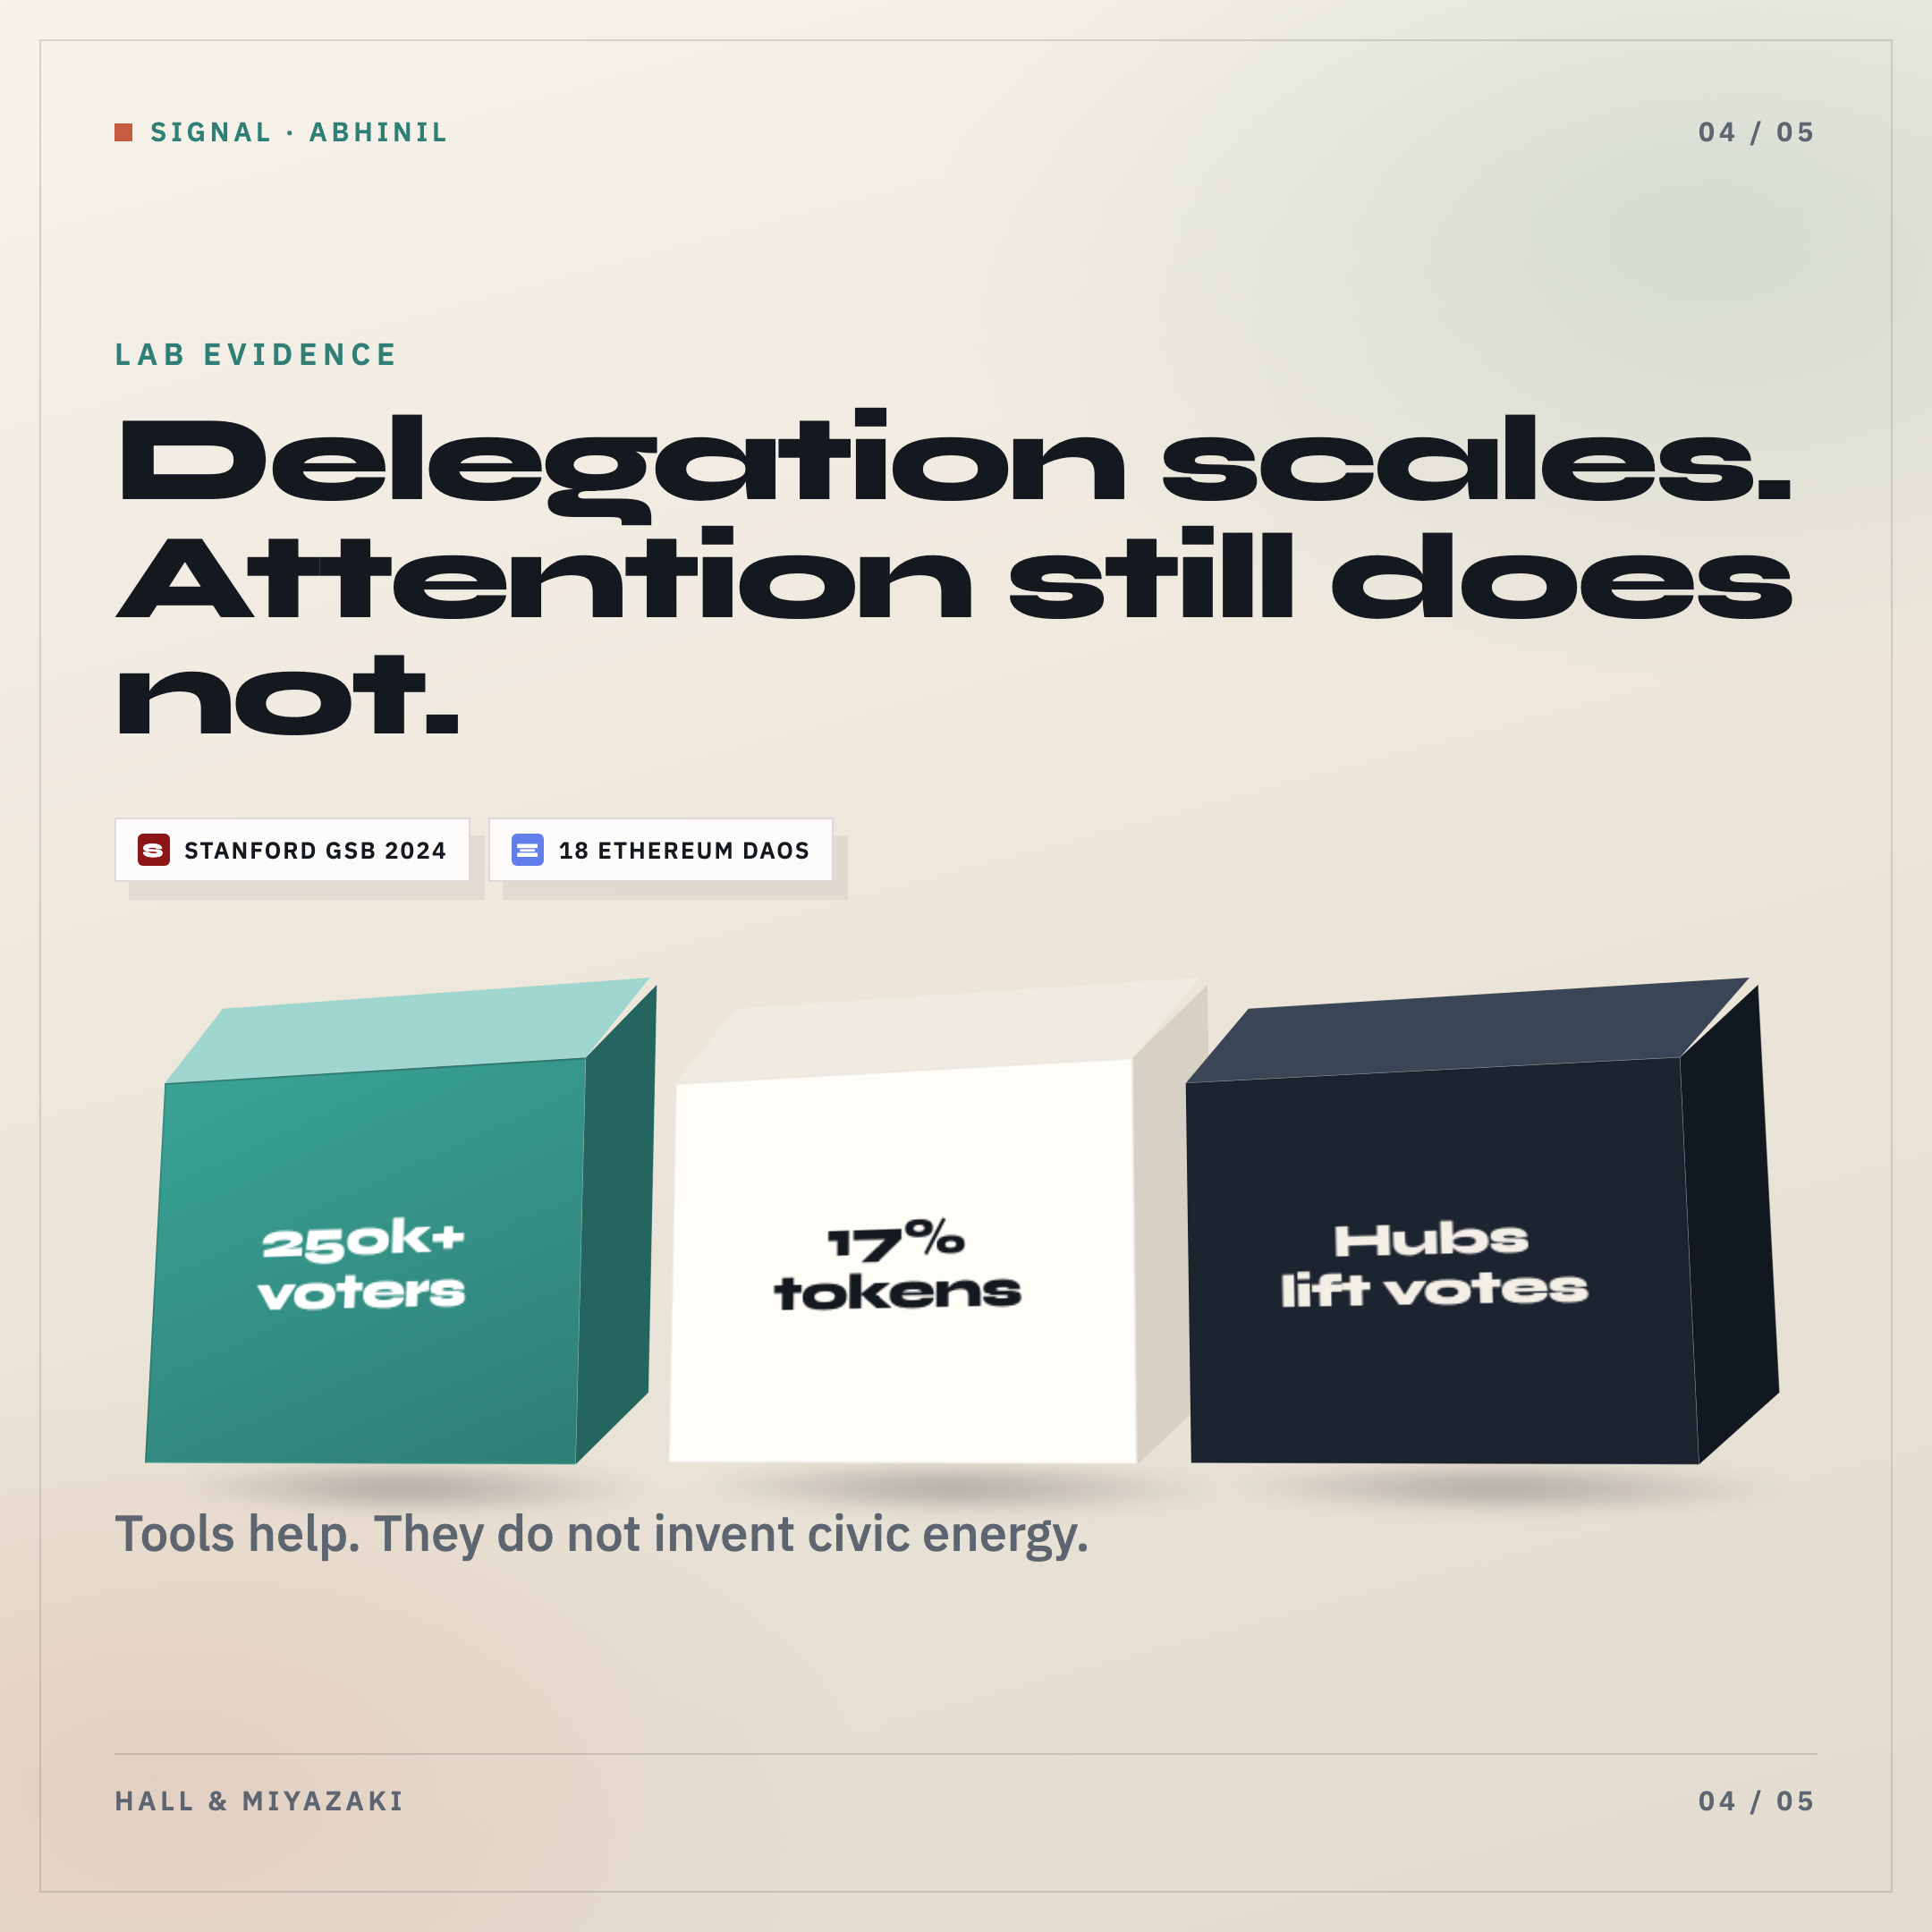 SIGNAL · ABHINIL
04 / 05
LAB EVIDENCE
Delegation scales.
Attention still does
not.
S STANFORD GSB 2024
18 ETHEREUM DAOS
250k+
voters
17%
tokens
Hubs
lift votes
Tools help. They do not invent civic energy.
HALL & MIYAZAKI
04 / 05